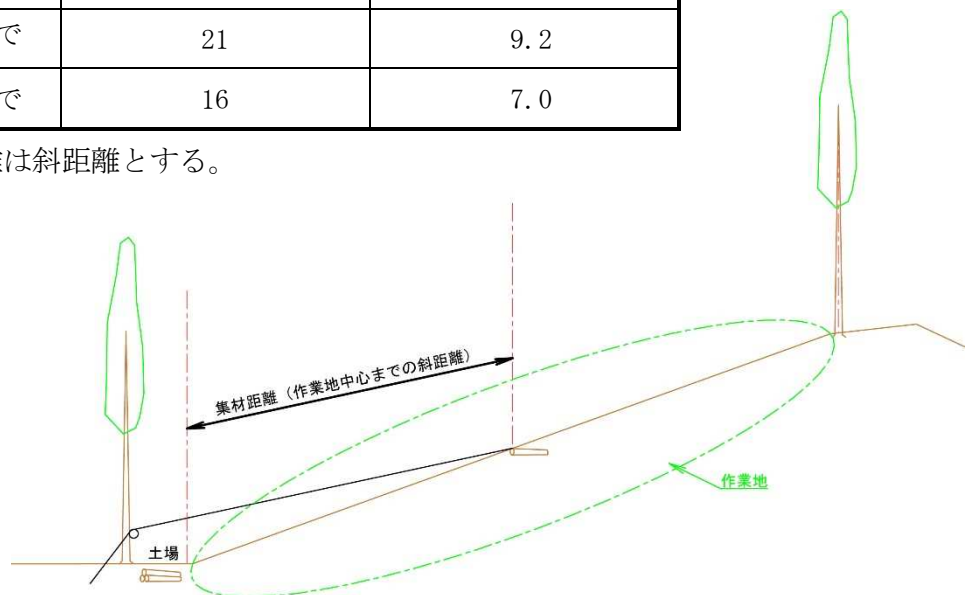 で 21 9.2
で 16 7.0
は斜距離とする。
集材距離（作業地中心までの斜距離）
作業地
土場